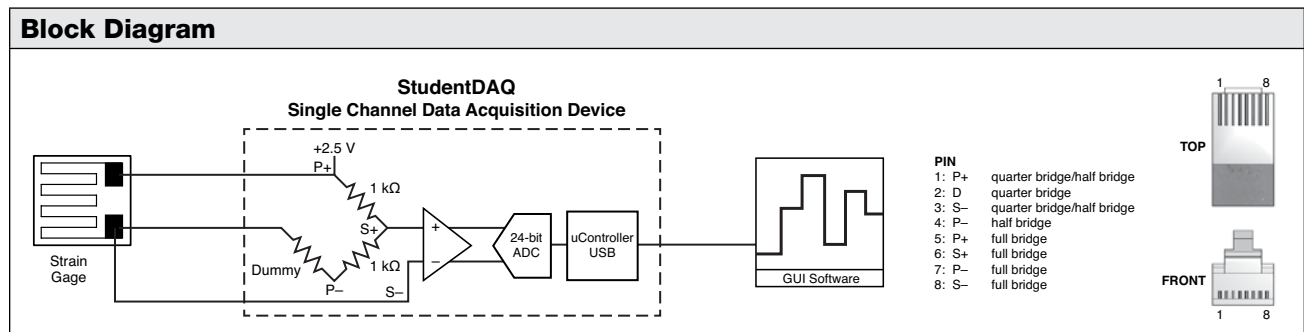 Block Diagram
StudentDAQ
Single Channel Data Acquisition Device
+2.5 V
P+
1 kΩ
S+
1 kΩ
Dummy
P–
S–
+
–
24-bit
ADC
uController
USB
GUI Software
Strain
Gage
PIN
1: P+ quarter bridge/half bridge
2: D quarter bridge
3: S– quarter bridge/half bridge
4: P– half bridge
5: P+ full bridge
6: S+ full bridge
7: P– full bridge
8: S– full bridge
1 8
TOP
FRONT
1 8